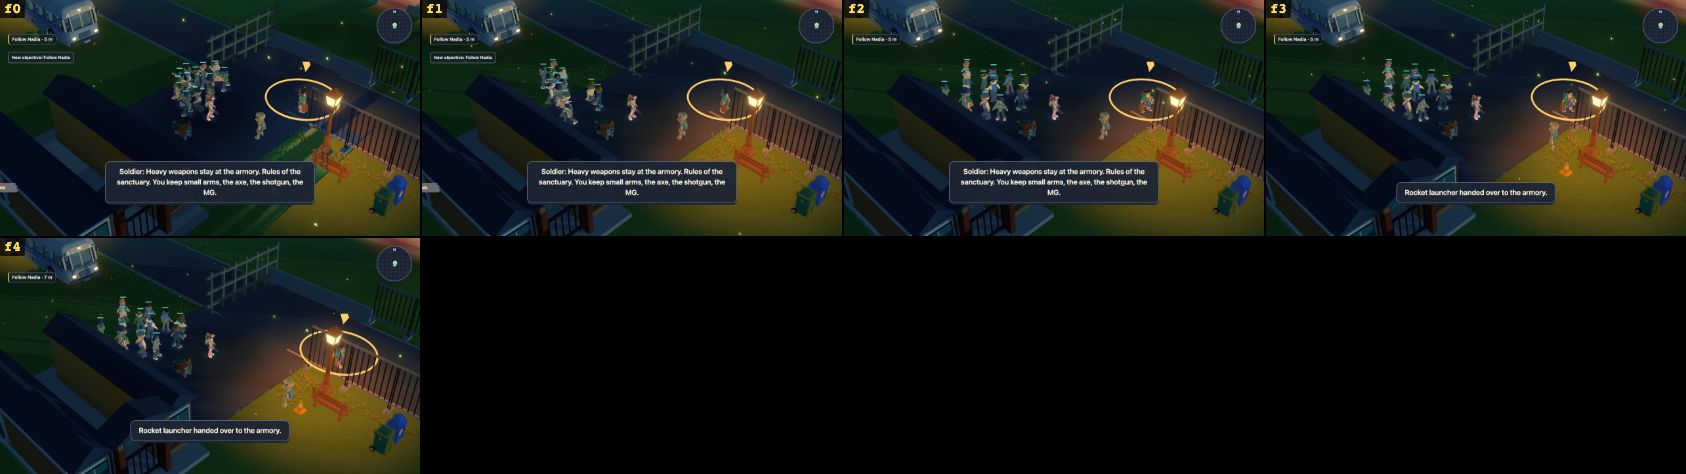 f0
Follow Nadia · 5 m
New objective: Follow Nadia
Soldier: Heavy weapons stay at the armory. Rules of the
sanctuary. You keep small arms, the axe, the shotgun, the
MG.
f1
Follow Nadia · 5 m
New objective: Follow Nadia
Soldier: Heavy weapons stay at the armory. Rules of the
sanctuary. You keep small arms, the axe, the shotgun, the
MG.
f2
Follow Nadia · 5 m
Soldier: Heavy weapons stay at the armory. Rules of the
sanctuary. You keep small arms, the axe, the shotgun, the
MG.
f3
Follow Nadia · 5 m
Rocket launcher handed over to the armory.
f4
Follow Nadia · 7 m
Rocket launcher handed over to the armory.